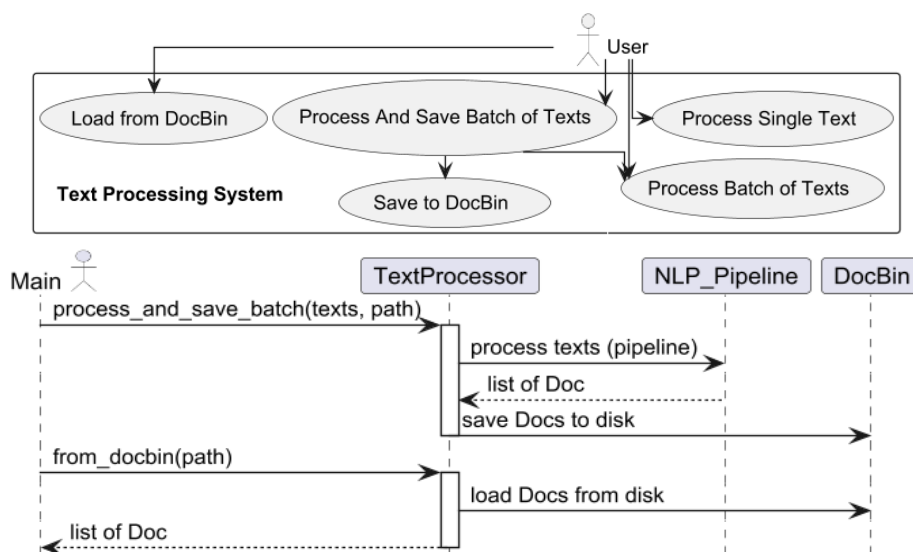 User
Load from DocBin
Process And Save Batch of Texts
Process Single Text
Text Processing System
Save to DocBin
Process Batch of Texts
Main
TextProcessor
NLP_Pipeline
DocBin
process_and_save_batch(texts, path)
process texts (pipeline)
list of Doc
save Docs to disk
from_docbin(path)
load Docs from disk
list of Doc